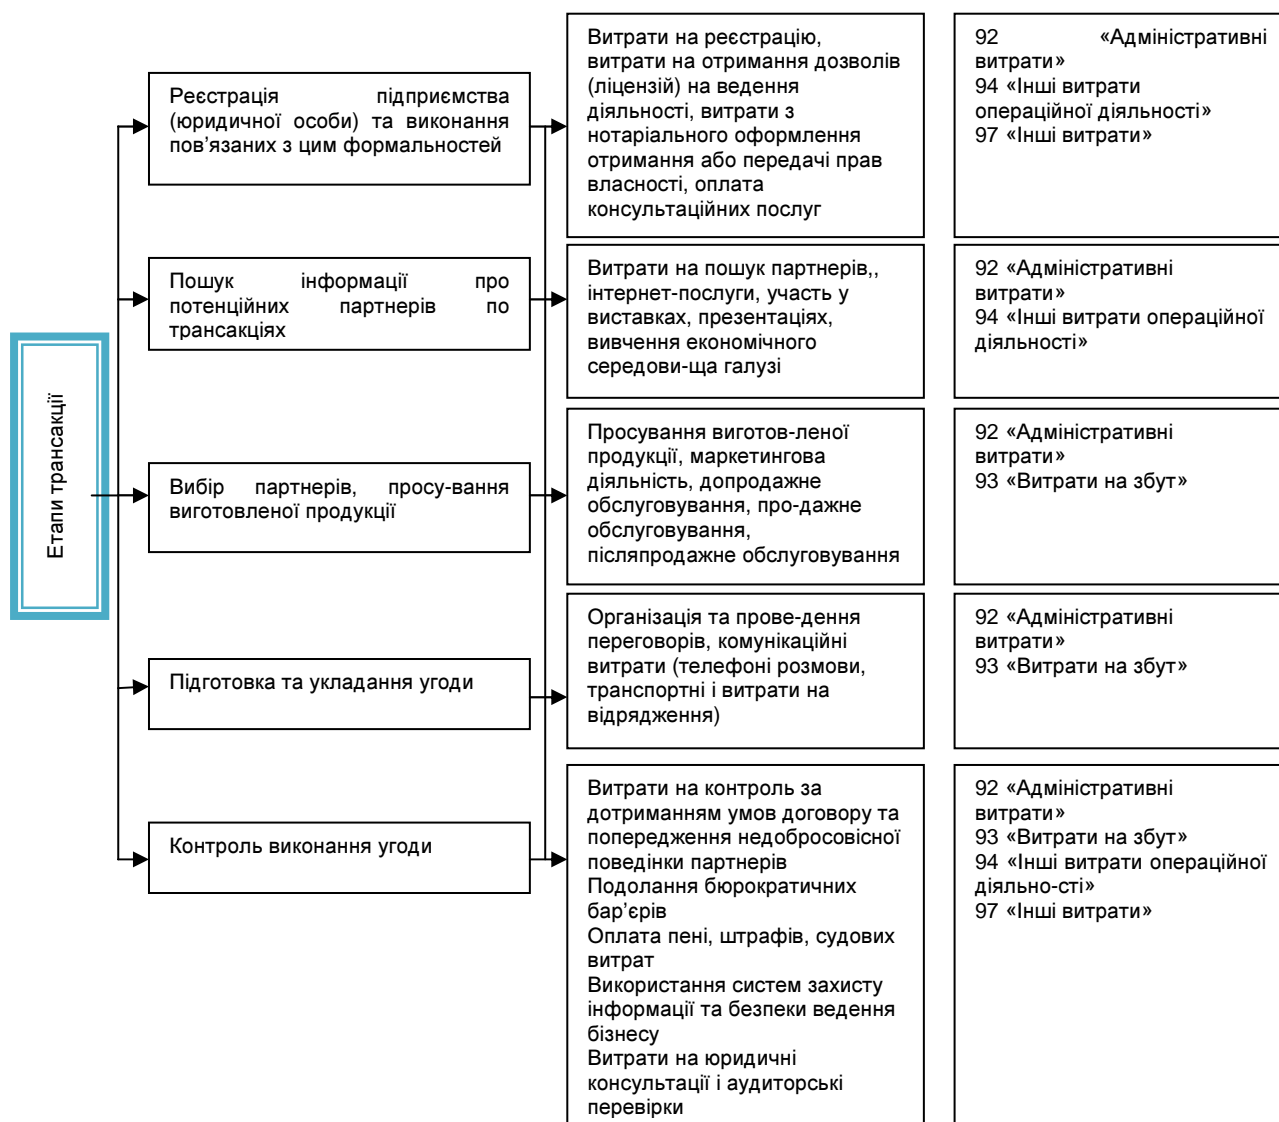 Етапи трансакції
Реєстрація підприємства
(юридичної особи) та виконання
пов’язаних з цим формальностей
Витрати на реєстрацію,
витрати на отримання дозволів
(ліцензій) на ведення
діяльності, витрати з
нотаріального оформлення
отримання або передачі прав
власності, оплата
консультаційних послуг
92 «Адміністративні
витрати»
94 «Інші витрати
операційної діяльності»
97 «Інші витрати»
Пошук інформації про
потенційних партнерів по
трансакціях
Витрати на пошук партнерів,,
інтернет-послуги, участь у
виставках, презентаціях,
вивчення економічного
середови-ща галузі
92 «Адміністративні
витрати»
94 «Інші витрати операційної
діяльності»
Вибір партнерів, просу-вання
виготовленої продукції
Просування виготов-леної
продукції, маркетингова
діяльність, допродажне
обслуговування, про-дажне
обслуговування,
післяпродажне обслуговування
92 «Адміністративні
витрати»
93 «Витрати на збут»
Підготовка та укладання угоди
Організація та прове-дення
переговорів, комунікаційні
витрати (телефоні розмови,
транспортні і витрати на
відрядження)
92 «Адміністративні
витрати»
93 «Витрати на збут»
Контроль виконання угоди
Витрати на контроль за
дотриманням умов договору та
попередження недобросовісної
поведінки партнерів
Подолання бюрократичних
бар’єрів
Оплата пені, штрафів, судових
витрат
Використання систем захисту
інформації та безпеки ведення
бізнесу
Витрати на юридичні
консультації і аудиторські
перевірки
92 «Адміністративні
витрати»
93 «Витрати на збут»
94 «Інші витрати операційної
діяльно-сті»
97 «Інші витрати»